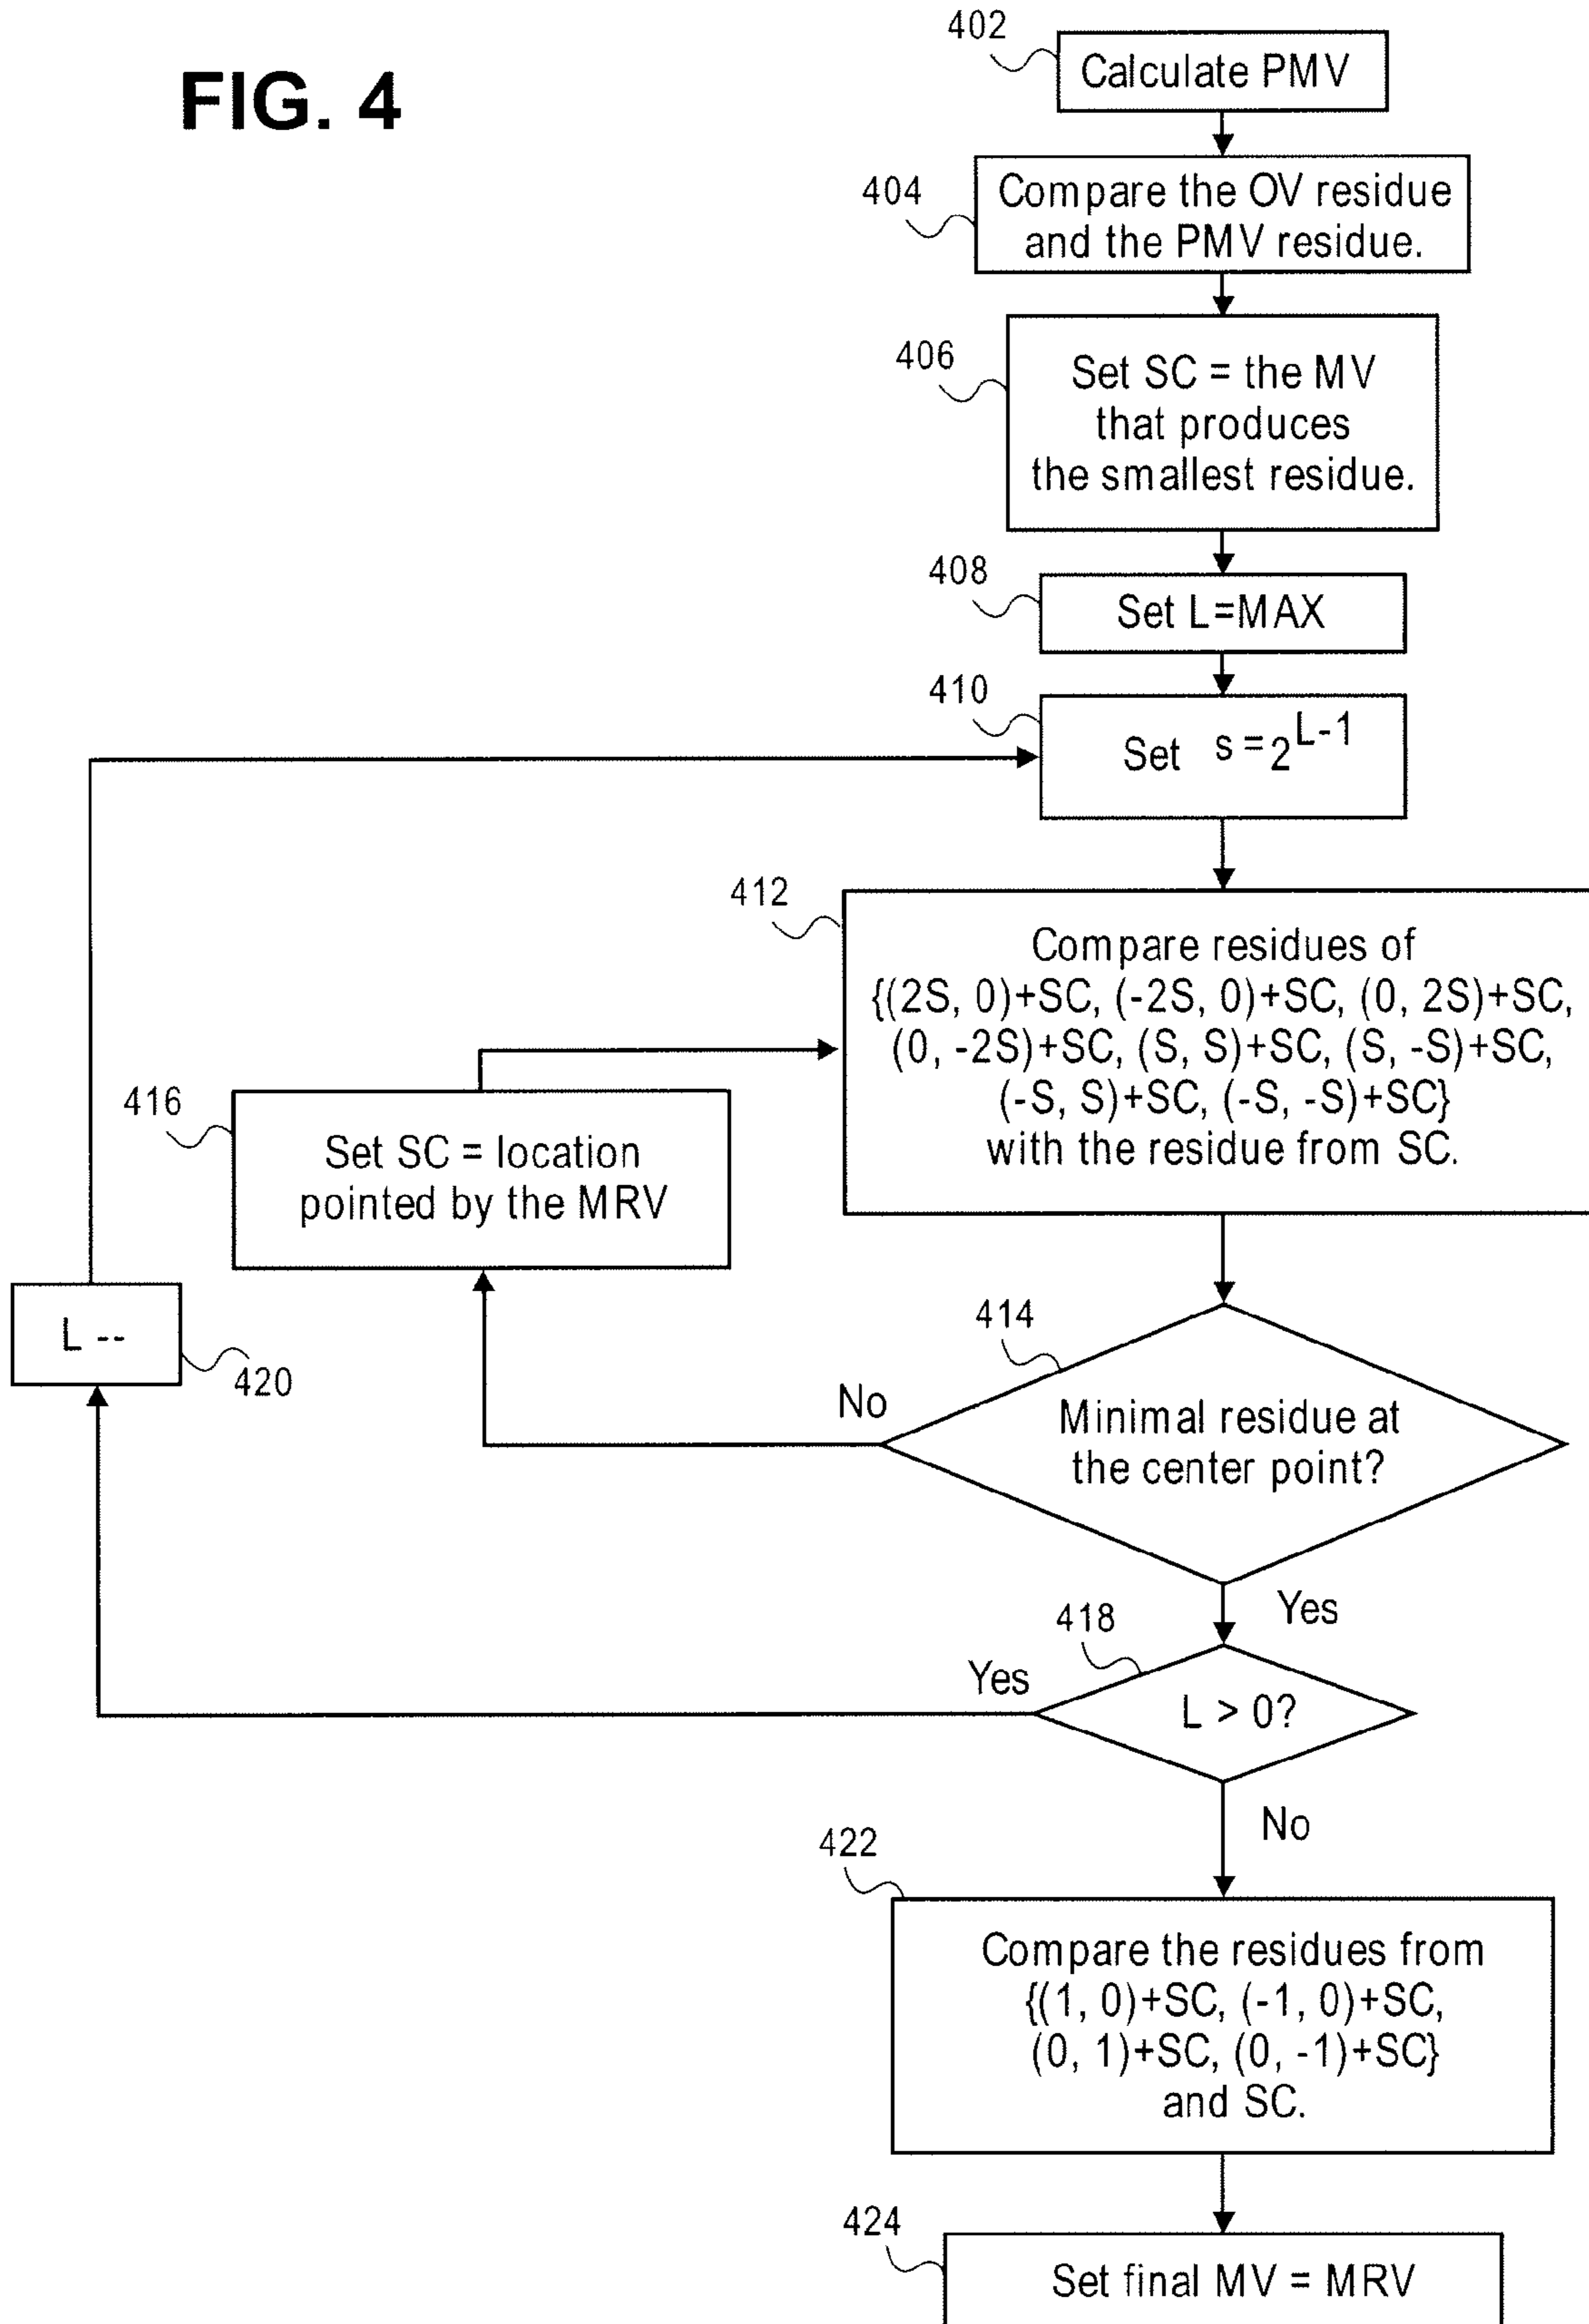 FIG. 4
402
Calculate PMV
404
Compare the OV residue
and the PMV residue.
406
Set SC = the MV
that produces
the smallest residue.
408
Set L=MAX
410
Set s=2^L-1
412
Compare residues of
{(2S, 0)+SC, (-2S, 0)+SC, (0, 2S)+SC,
(0, -2S)+SC, (S, S)+SC, (S, -S)+SC,
(-S, S)+SC, (-S, -S)+SC}
with the residue from SC.
416
Set SC = location
pointed by the MRV
L --
420
414
Minimal residue at
the center point?
No
Yes
418
L > 0?
Yes
No
422
Compare the residues from
{(1, 0)+SC, (-1, 0)+SC,
(0, 1)+SC, (0, -1)+SC}
and SC.
424
Set final MV = MRV